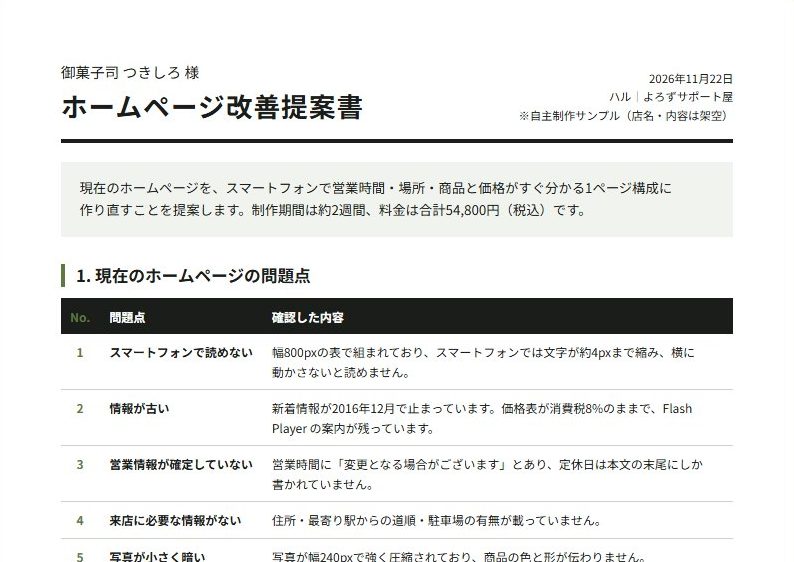 御菓子司 つきしろ 様
ホームページ改善提案書
2026年11月22日
ハル｜よろずサポート屋
※自主制作サンプル（店名・内容は架空）
現在のホームページを、スマートフォンで営業時間・場所・商品と価格がすぐ分かる1ページ構成に
作り直すことを提案します。制作期間は約2週間、料金は合計54,800円（税込）です。
1. 現在のホームページの問題点
No. 問題点 確認した内容
1 スマートフォンで読めない 幅800pxの表で組まれており、スマートフォンでは文字が約4pxまで縮み、横に
動かさないと読めません。
2 情報が古い 新着情報が2016年12月で止まっています。価格表が消費税8%のままで、Flash
Player の案内が残っています。
3 営業情報が確定していない 営業時間に「変更となる場合がございます」とあり、定休日は本文の末尾にしか
書かれていません。
4 来店に必要な情報がない 住所・最寄り駅からの道順・駐車場の有無が載っていません。
5 写真が小さく暗い 写真が幅240pxで強く圧縮されており、商品の色と形が伝わりません。